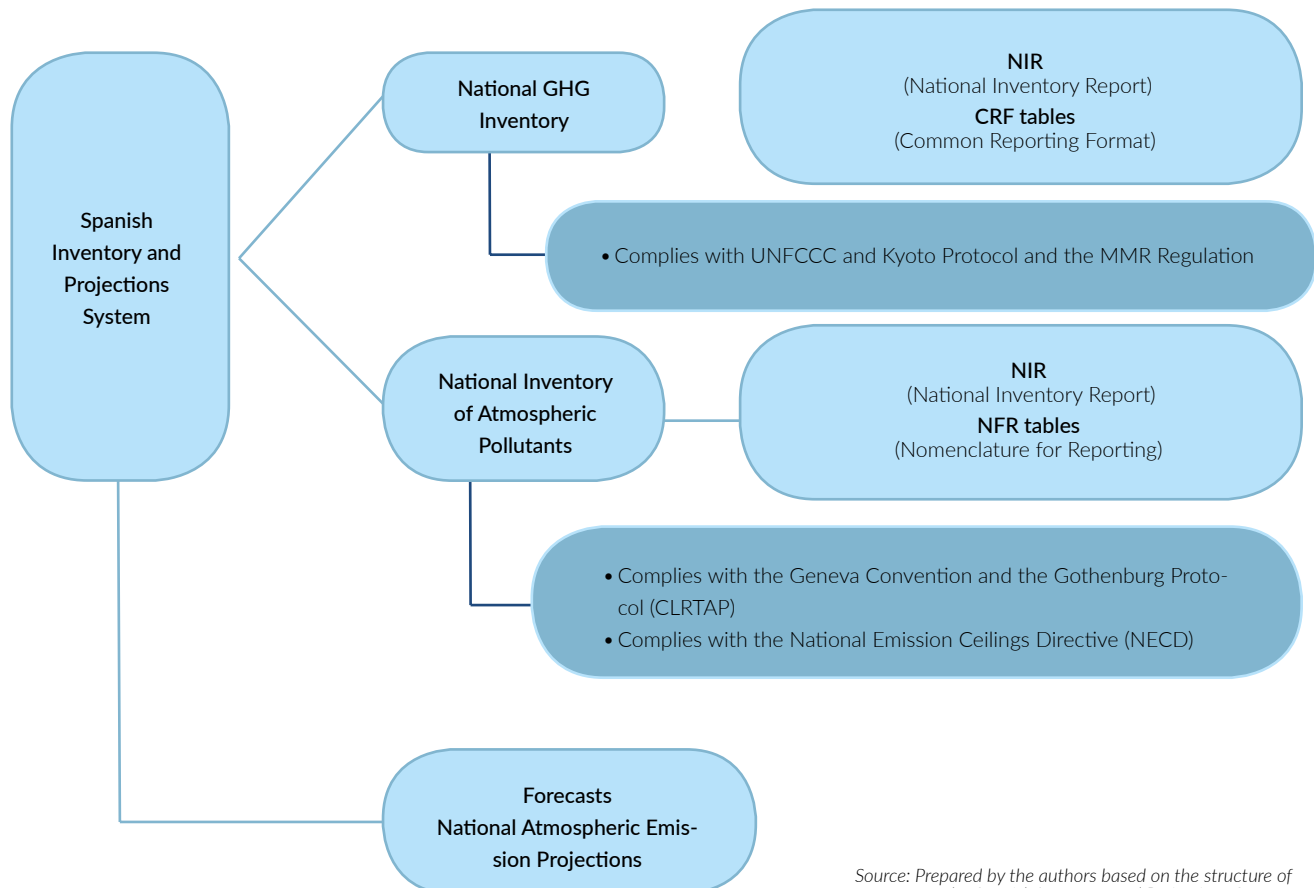 Spanish
Inventory and
Projections
System
National GHG
Inventory
NIR
(National Inventory Report)
CRF tables
(Common Reporting Format)
• Complies with UNFCCC and Kyoto Protocol and the MMR Regulation
National Inventory
of Atmospheric
Pollutants
NIR
(National Inventory Report)
NFR tables
(Nomenclature for Reporting)
• Complies with the Geneva Convention and the Gothenburg Proto-
col (CLRTAP)
• Complies with the National Emission Ceilings Directive (NECD)
Forecasts
National Atmospheric Emis-
sion Projections
Source: Prepared by the authors based on the structure of